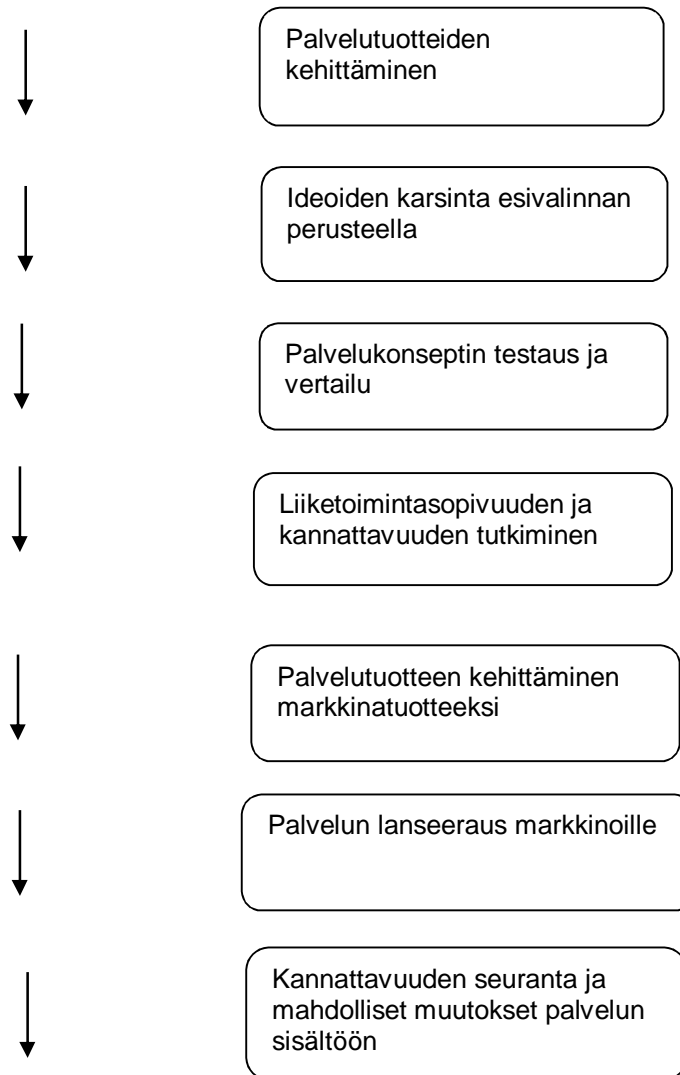 Palvelutuotteiden
kehittäminen
Ideoiden karsinta esivalinnan
perusteella
Palvelukonseptin testaus ja
vertailu
Liiketoimintasopivuuden ja
kannattavuuden tutkiminen
Palvelutuotteen kehittäminen
markkinatuotteeksi
Palvelun lanseeraus markkinoille
Kannattavuuden seuranta ja
mahdolliset muutokset palvelun
sisältöön